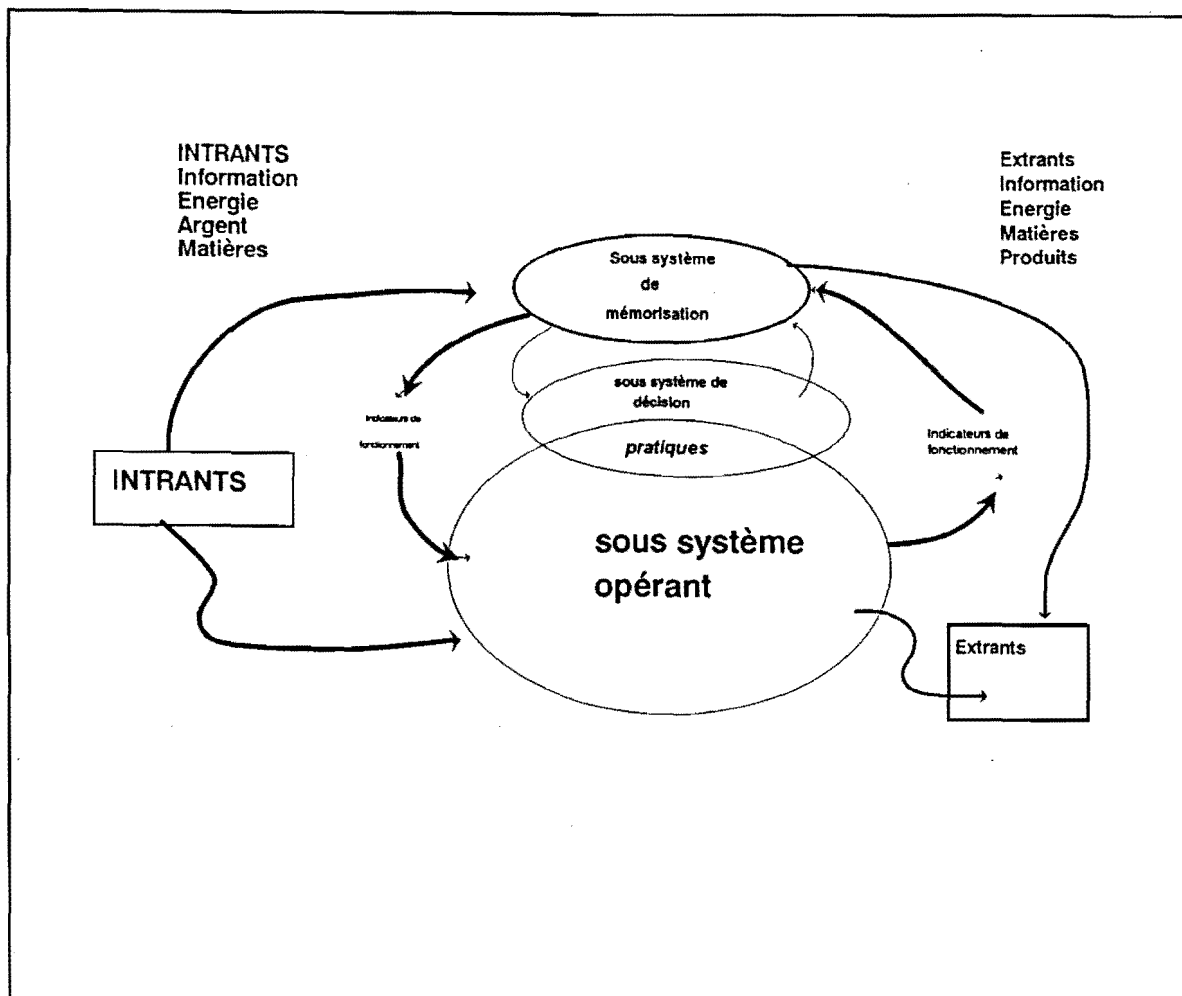 INTRANTS
Information
Energie
Argent
Matières
Extrants
Information
Energie
Matières
Produits
Sous système
de
mémorisation
sous système de
décision
pratiques
Indicateurs de
fonctionnement
Indicateurs de
fonctionnement
INTRANTS
sous système
opérant
Extrants